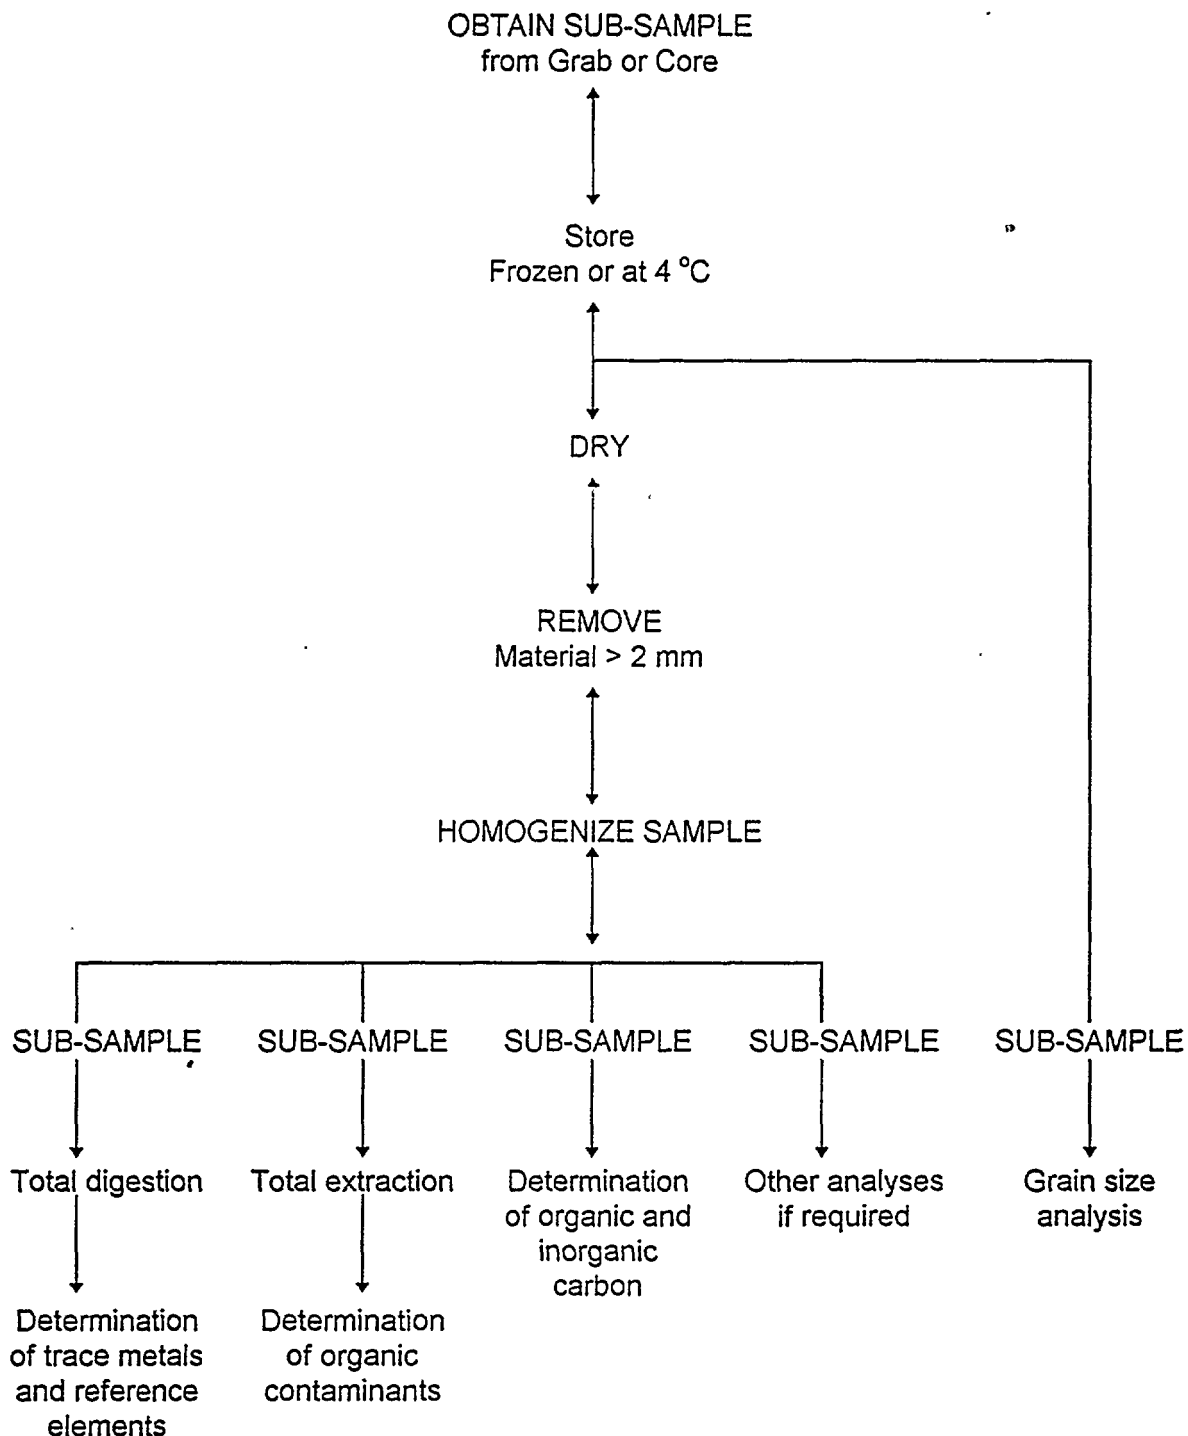 OBTAIN SUB-SAMPLE
from Grab or Core
Store
Frozen or at 4 °C
DRY
REMOVE
Material > 2 mm
HOMOGENIZE SAMPLE
SUB-SAMPLE
SUB-SAMPLE
SUB-SAMPLE
SUB-SAMPLE
SUB-SAMPLE
Total digestion
Total extraction
Determination
of organic and
inorganic
carbon
Other analyses
if required
Grain size
analysis
Determination
of trace metals
and reference
elements
Determination
of organic
contaminants